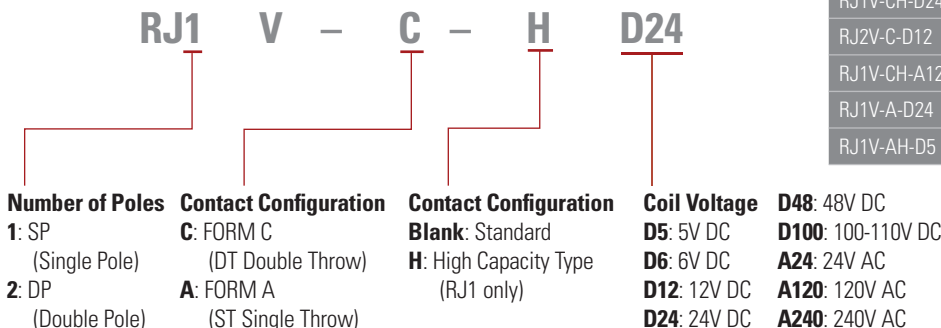 RJ1 V – C – H D24
RJ1V-CH-D24
RJ2V-C-D12
RJ1V-A-D24
RJ1V-AH-D5
Number of Poles
1: SP
(Single Pole)
2: DP
(Double Pole)
Contact Configuration
C: FORM C
(DT Double Throw)
A: FORM A
(ST Single Throw)
Contact Configuration
Blank: Standard
H: High Capacity Type
(RJ1 only)
Coil Voltage
D5: 5V DC
D6: 6V DC
D12: 12V DC
D24: 24V DC
D48: 48V DC
D100: 100-110V DC
A24: 24V AC
A120: 120V AC
A240: 240V AC